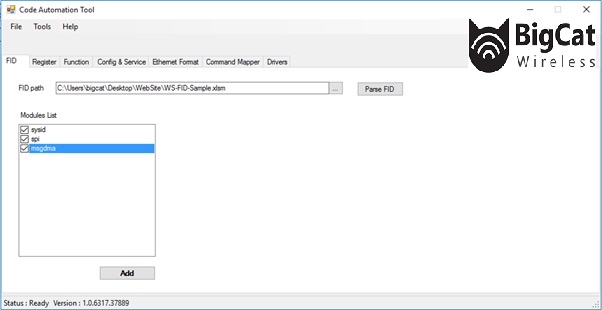 Code Automation Tool
File Tools Help
BigCat
Wireless
FID Register Function Config & Service Ethernet Format Command Mapper Drivers
FID path C:\Users\bigcat\Desktop\WebSite\WS-FID-Sample.xlsm ... Parse FID
Modules List
sysid
spi
msgdma
Add
Status : Ready Version : 1.0.6317.37889